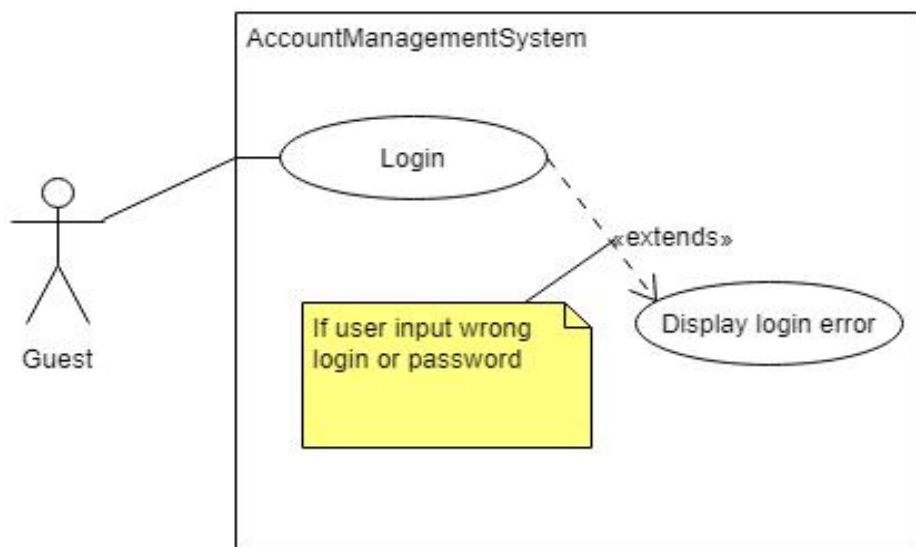 AccountManagementSystem
Login
«extends»
If user input wrong
login or password
Display login error
Guest